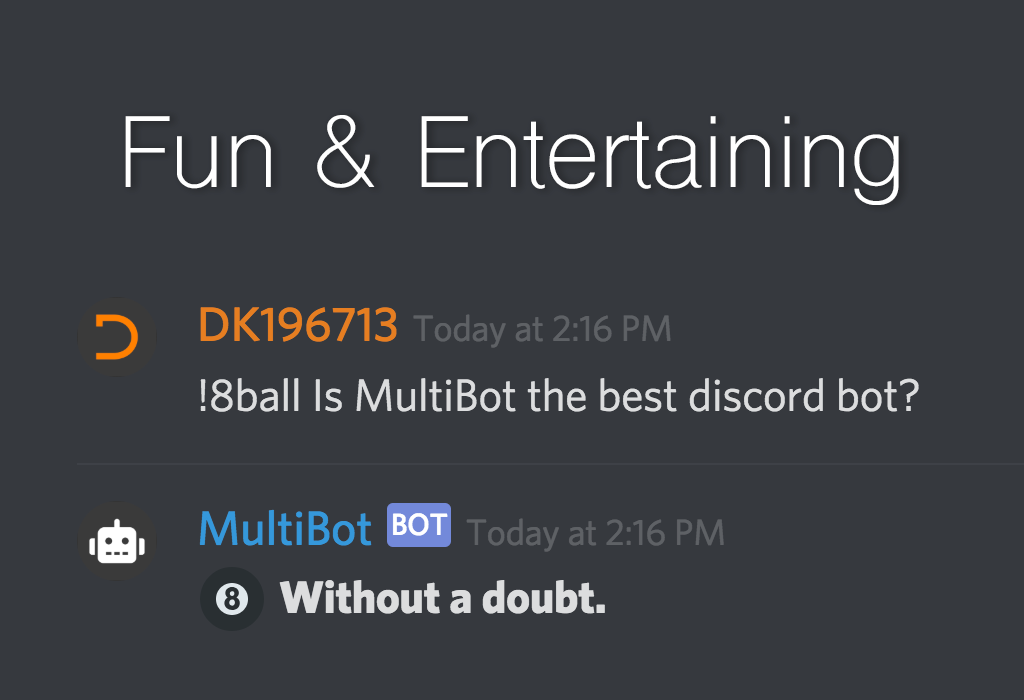 Fun & Entertaining
DK196713 Today at 2:16 PM
!8ball Is MultiBot the best discord bot?
MultiBot BOT Today at 2:16 PM
8 Without a doubt.